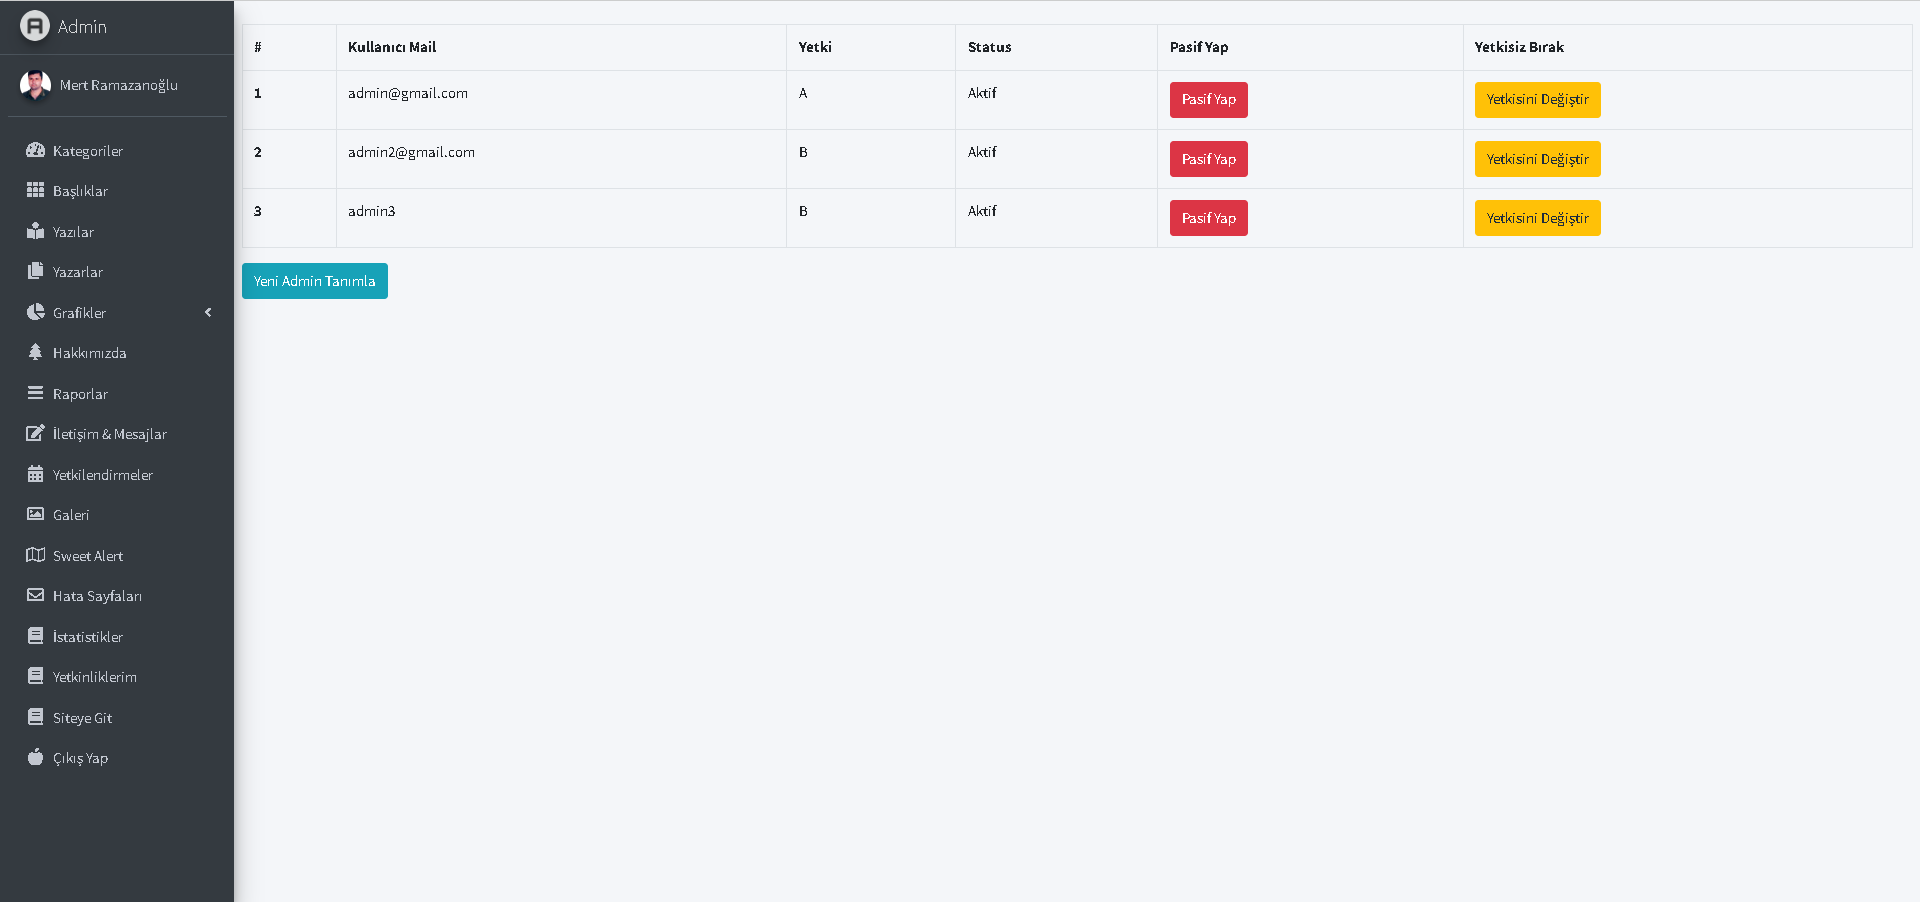 Admin
Mert Ramazanoğlu
Kategoriler
Başlıklar
Yazılar
Yazarlar
Grafikler
Hakkımızda
Raporlar
İletişim & Mesajlar
Yetkilendirmeler
Galeri
Sweet Alert
Hata Sayfaları
İstatistikler
Yetkinliklerim
Siteye Git
Çıkış Yap
# Kullanıcı Mail Yetki Status Pasif Yap Yetkisiz Bırak
1 admin@gmail.com A Aktif Pasif Yap Yetkisini Değiştir
2 admin2@gmail.com B Aktif Pasif Yap Yetkisini Değiştir
3 admin3 B Aktif Pasif Yap Yetkisini Değiştir
Yeni Admin Tanımla